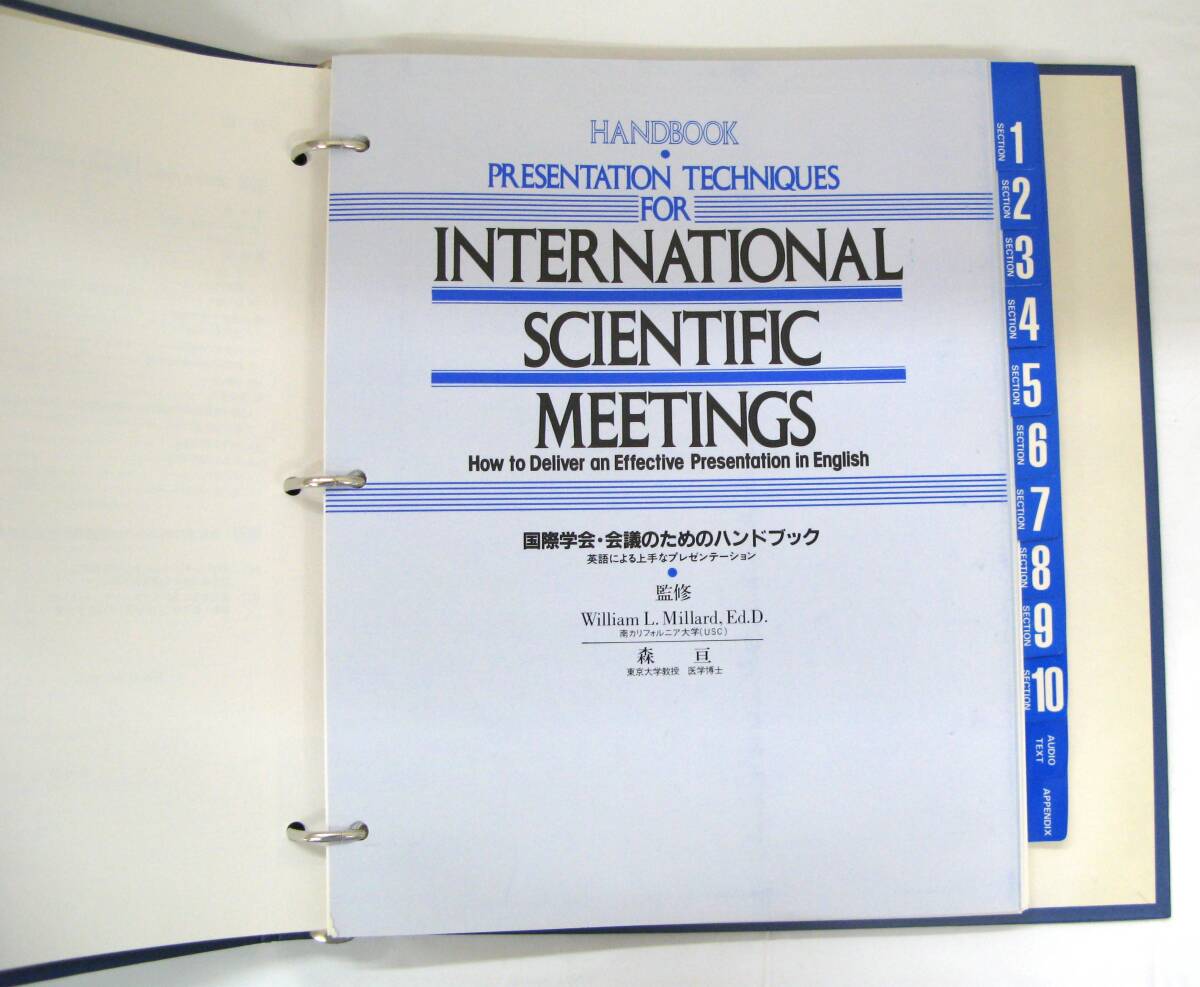 HANDBOOK
PRESENTATION TECHNIQUES
FOR
INTERNATIONAL
SCIENTIFIC
MEETINGS
How to Deliver an Effective Presentation in English
国際学会・会議のためのハンドブック
英語による上手なプレゼンテーション
監修
William L. Millard, Ed.D.
南カリフォルニア大学(USC)
森 亘
東京大学教授 医学博士
SECTION 1
SECTION 2
SECTION 3
SECTION 4
SECTION 5
SECTION 6
SECTION 7
SECTION 8
SECTION 9
SECTION 10
AUDIO
TEXT
APPENDIX